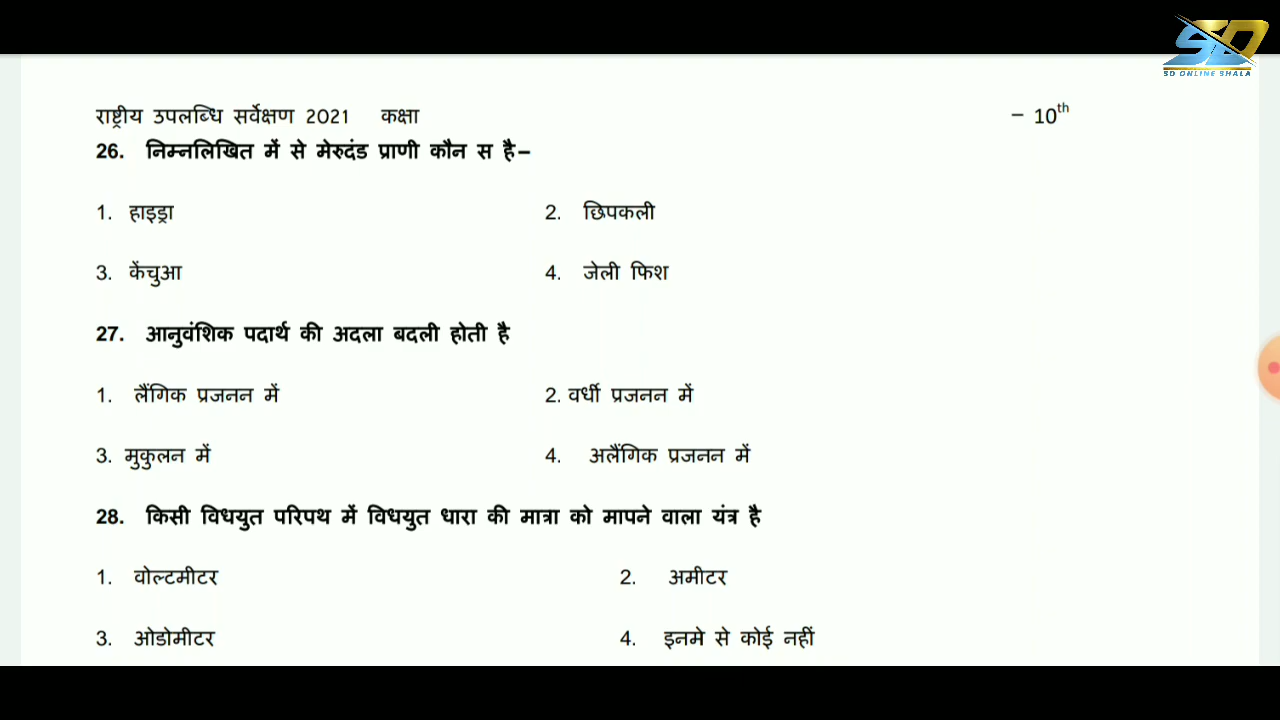 SD ONLINE SHALA
राष्ट्रीय उपलब्धि सर्वेक्षण 2021 कक्षा – 10th
26. निम्नलिखित में से मेरुदंड प्राणी कौन स है–
1. हाइड्रा 2. छिपकली
3. केंचुआ 4. जेली फिश
27. आनुवंशिक पदार्थ की अदला बदली होती है
1. लैंगिक प्रजनन में 2. वर्धी प्रजनन में
3. मुकुलन में 4. अलैंगिक प्रजनन में
28. किसी विधयुत परिपथ में विधयुत धारा की मात्रा को मापने वाला यंत्र है
1. वोल्टमीटर 2. अमीटर
3. ओडोमीटर 4. इनमे से कोई नहीं